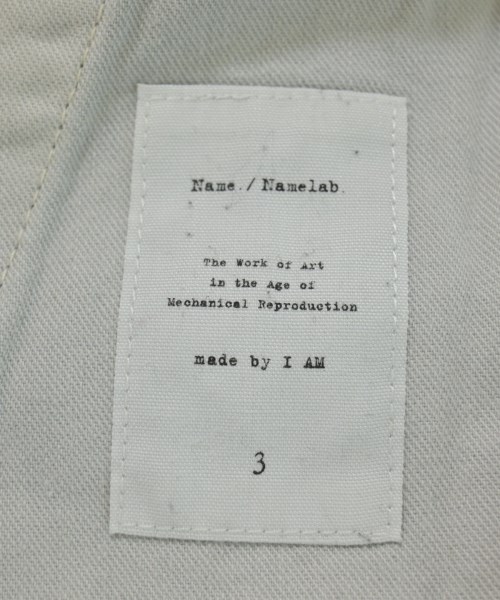 Name./Namelab.
The Work of Art
in the Age of
Mechanical Reproduction
made by I AM
3